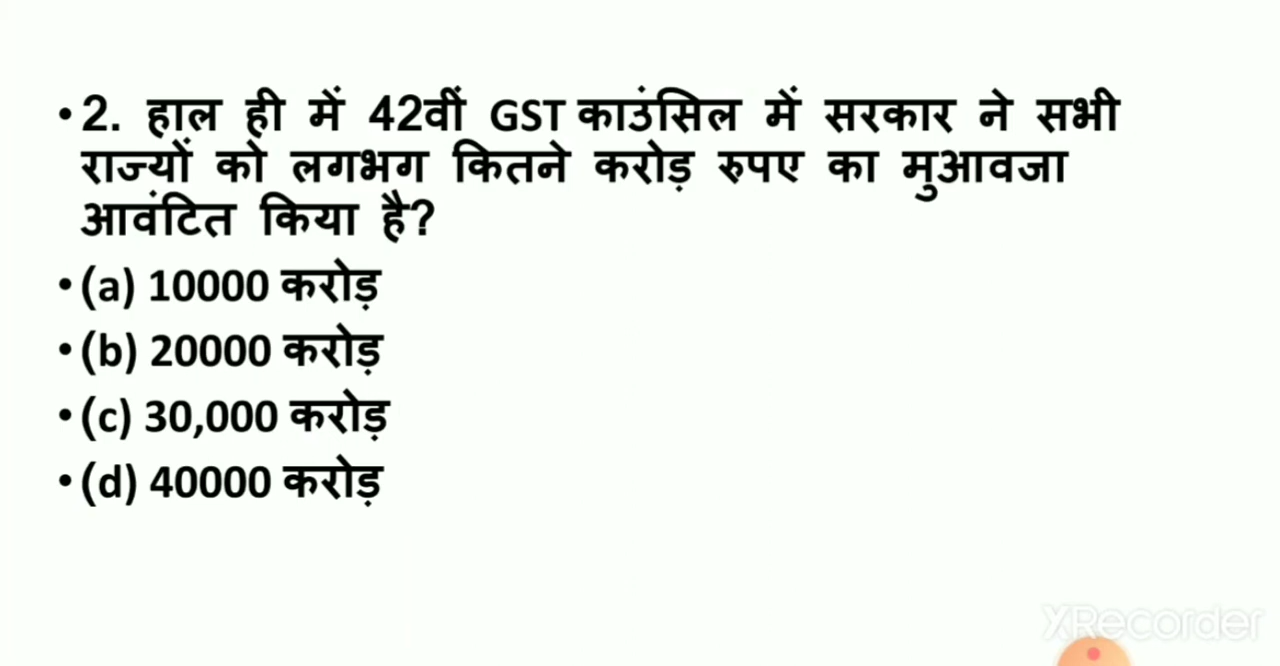 •2. हाल ही में 42वीं GST काउंसिल में सरकार ने सभी
राज्यों को लगभग कितने करोड़ रुपए का मुआवजा
आवंटित किया है?
•(a) 10000 करोड़
•(b) 20000 करोड़
•(c) 30,000 करोड़
•(d) 40000 करोड़
XRecorder